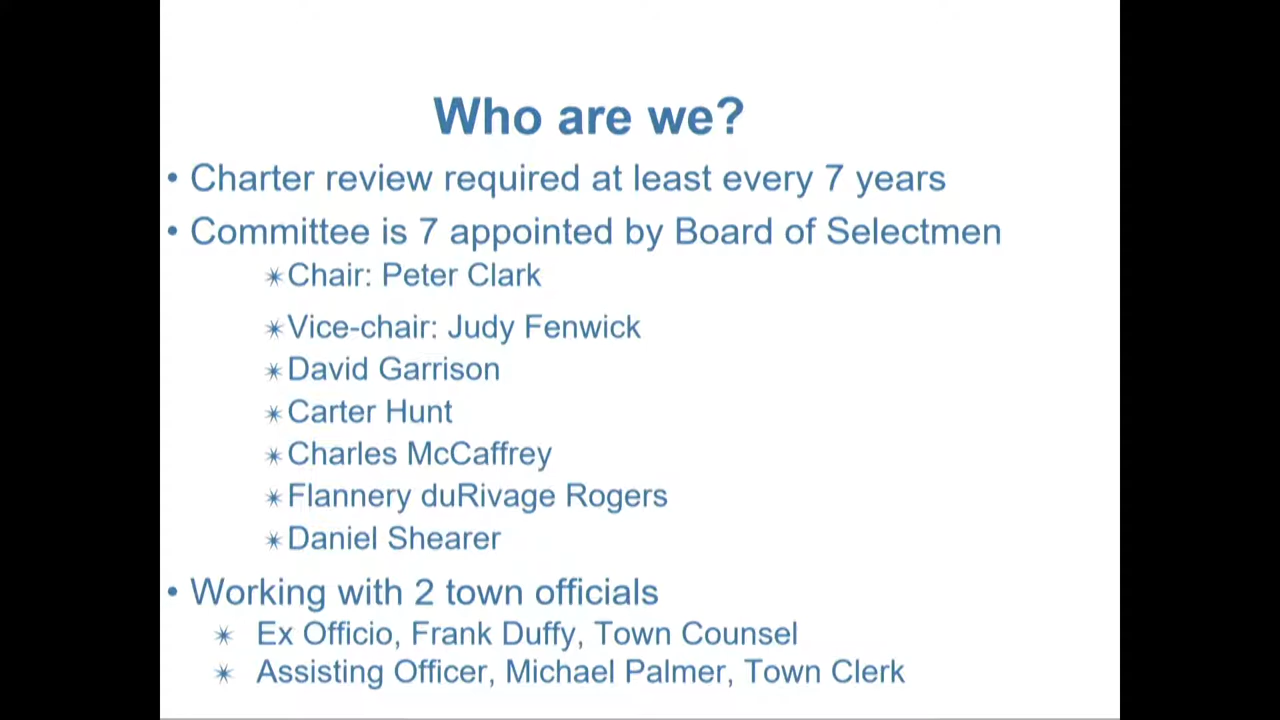 Who are we?
• Charter review required at least every 7 years
• Committee is 7 appointed by Board of Selectmen
✴Chair: Peter Clark
✴Vice-chair: Judy Fenwick
✴David Garrison
✴Carter Hunt
✴Charles McCaffrey
✴Flannery duRivage Rogers
✴Daniel Shearer
• Working with 2 town officials
✴ Ex Officio, Frank Duffy, Town Counsel
✴ Assisting Officer, Michael Palmer, Town Clerk